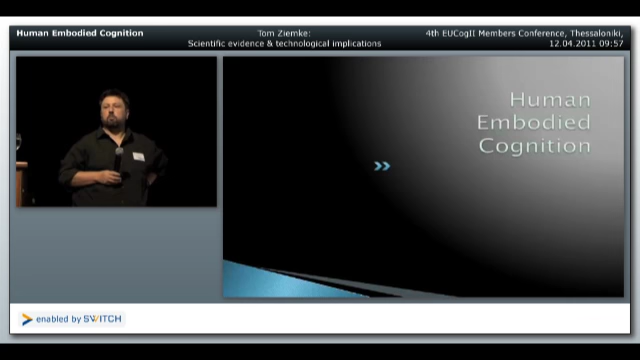 Human Embodied Cognition
Tom Ziemke:
Scientific evidence & technological implications
4th EUCogII Members Conference, Thessaloniki,
12.04.2011 09:57
Human
Embodied
Cognition
enabled by SWITCH